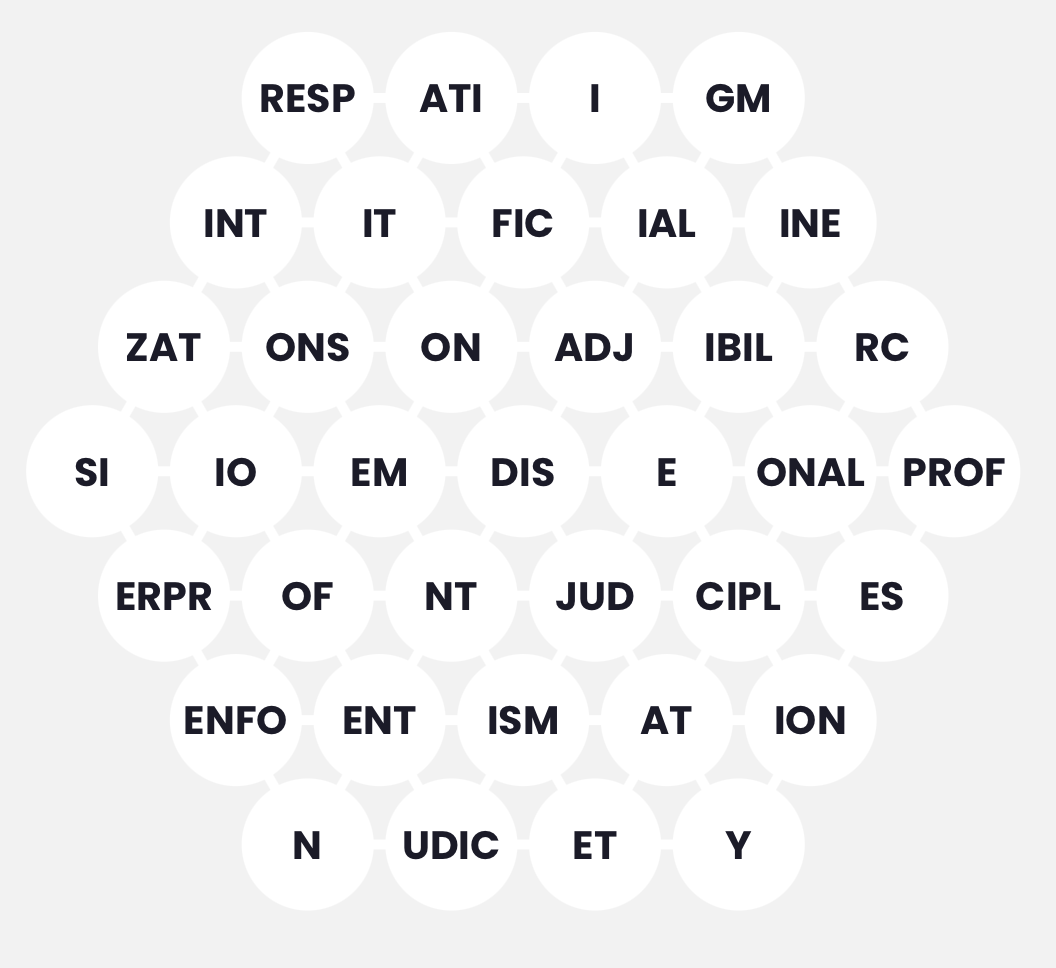 RESP ATI I GM
INT IT FIC IAL INE
ZAT ONS ON ADJ IBIL RC
SI IO EM DIS E ONAL PROF
ERPR OF NT JUD CIPL ES
ENFO ENT ISM AT ION
N UDIC ET Y